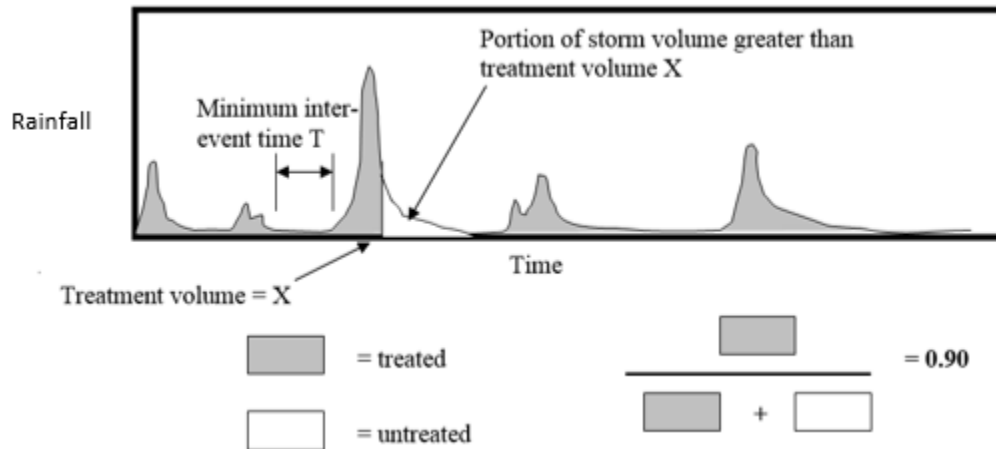 Portion of storm volume greater than
treatment volume X
Minimum inter-
event time T
Rainfall
Time
Treatment volume = X
= treated
= 0.90
+
= untreated